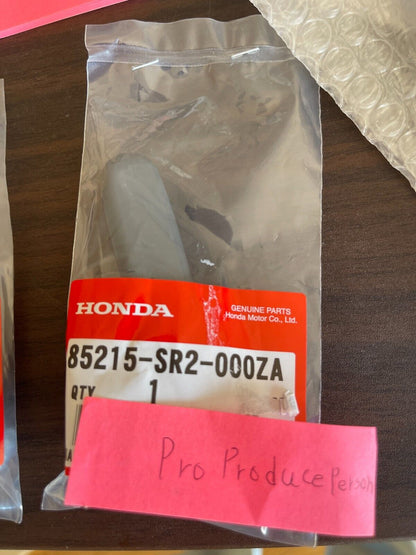 HONDA
GENUINE PARTS
Honda Motor Co., Ltd.
85215-SR2-000ZA
QTY 1
Pro Produce Person